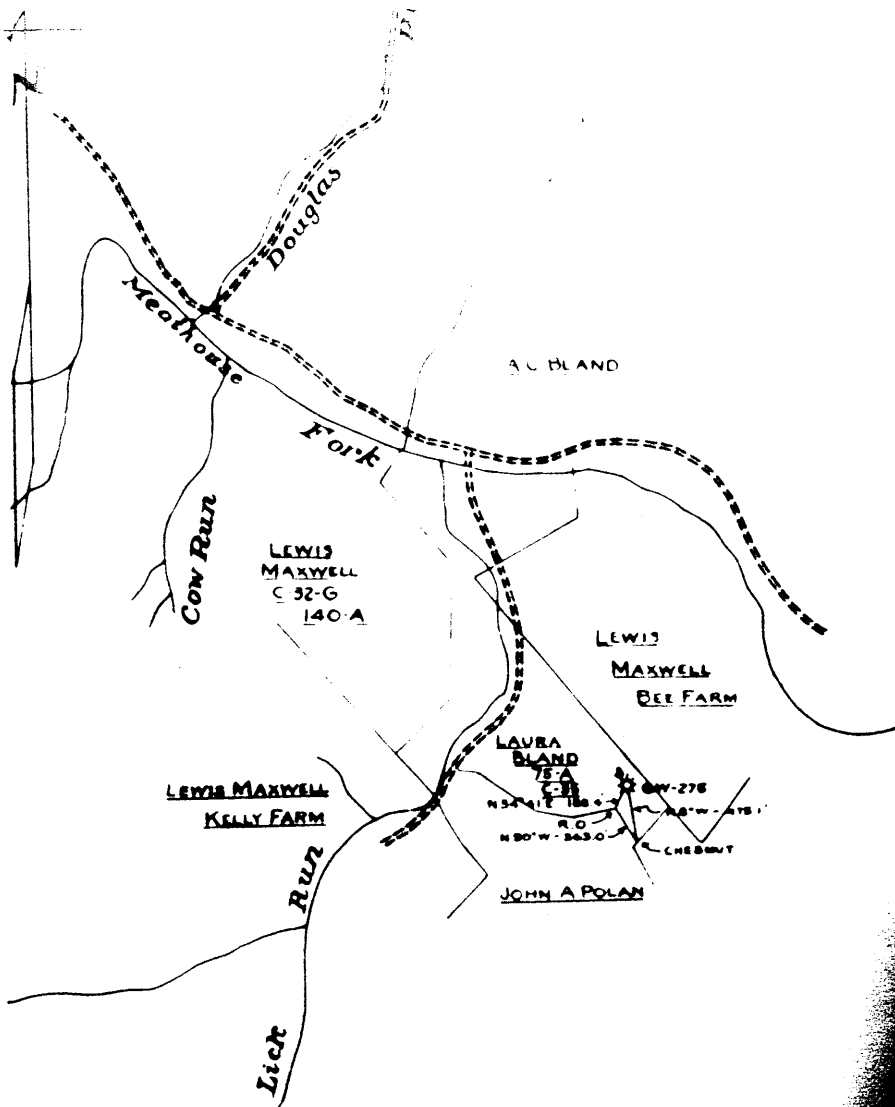 N
Douglas
Meathouse
Fork
A C BLAND
Cow Run
LEWIS
MAXWELL
C-32-G
140-A
LEWIS
MAXWELL
BEE FARM
LAURA
BLAND
75-A
LEWIS MAXWELL
KELLY FARM
R.O
CHESNUT
JOHN A POLAN
Lick Run